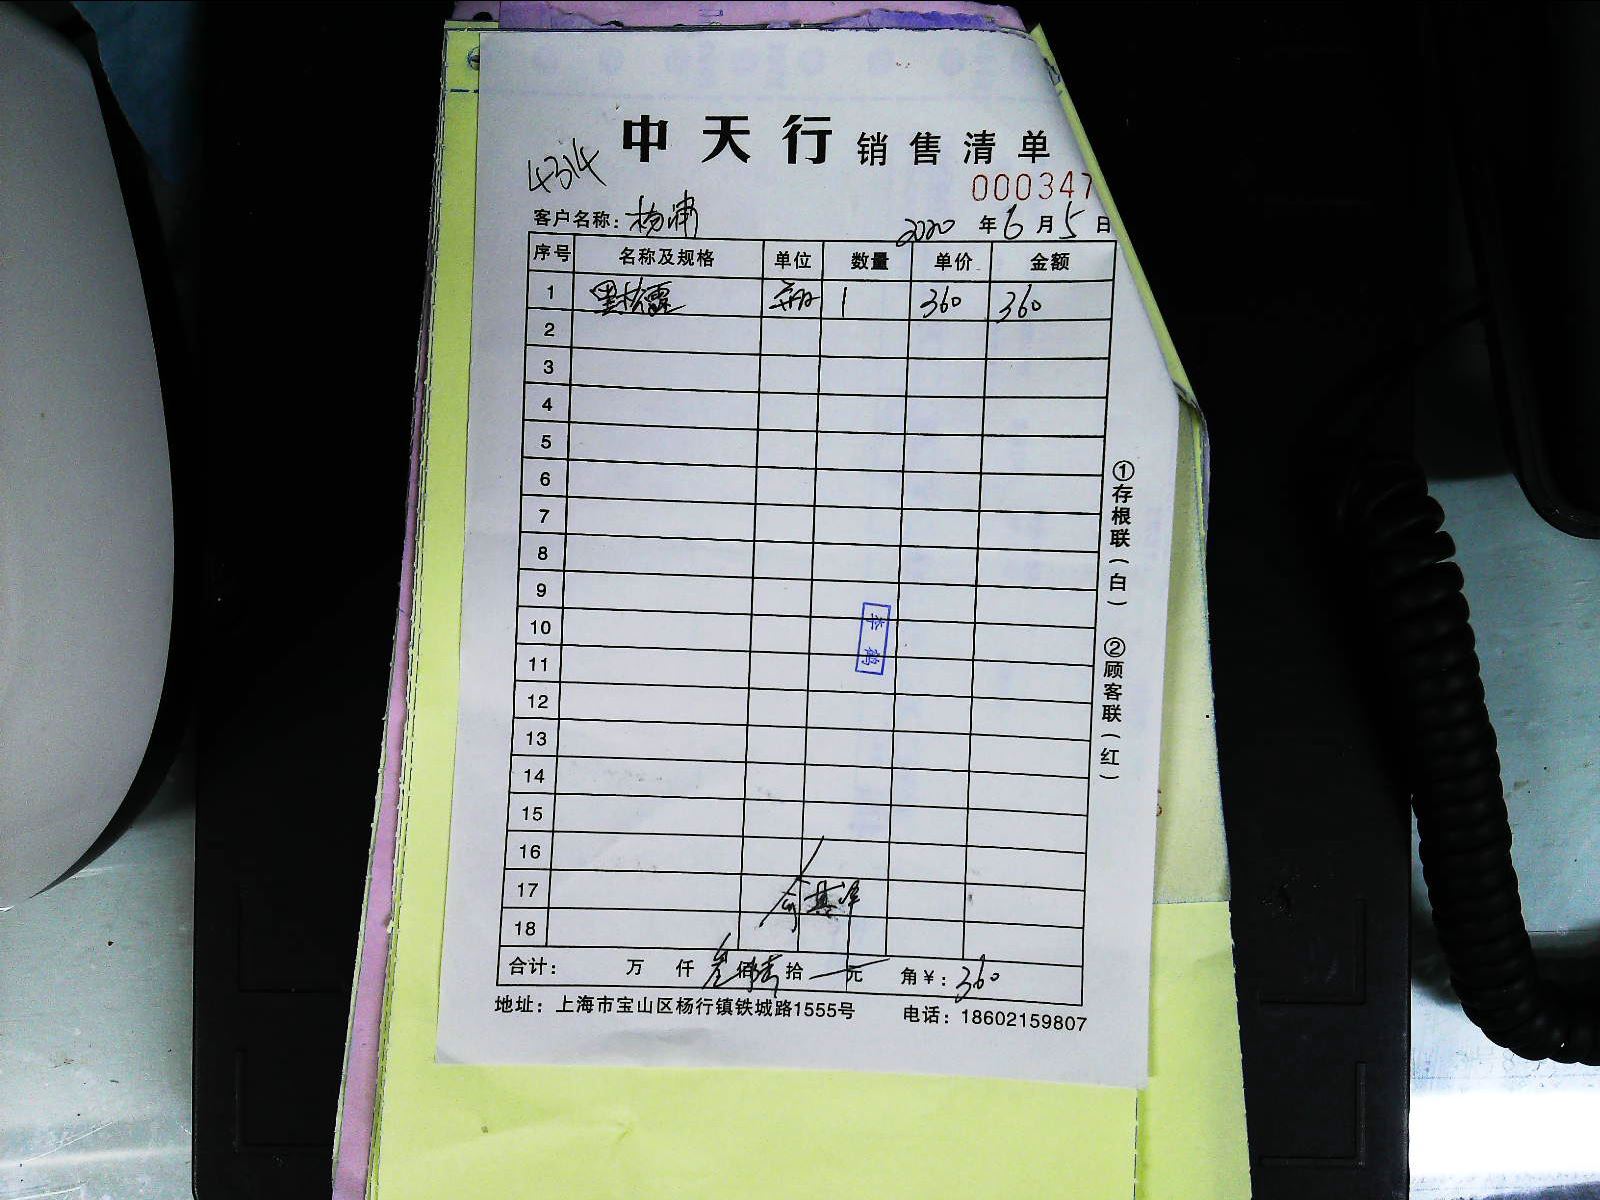 中天行 销售清单
4314
000347
客户名称：杨浦 2020 年 6 月 5 日
序号 名称及规格 单位 数量 单价 金额
1 黑松露 1 360 360
2
3
4
5
6
7
8
9
10
11
12
13
14
15
16
17
18
合计： 万 仟 叁 佰 陆 拾 元 角 ¥：360
地址：上海市宝山区杨行镇铁城路1555号 电话：18602159807
①存根联（白） ②顾客联（红）